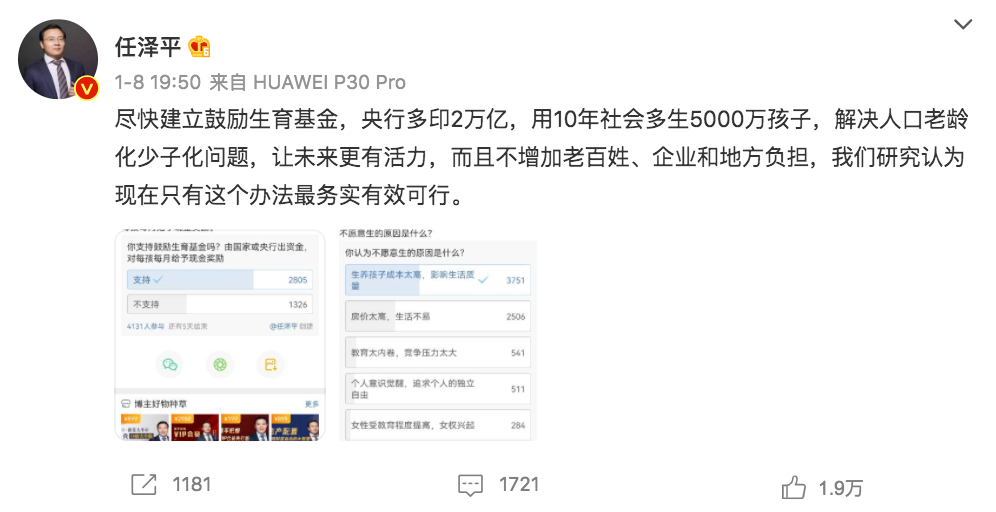 任泽平
1-8 19:50 来自 HUAWEI P30 Pro
尽快建立鼓励生育基金，央行多印2万亿，用10年社会多生5000万孩子，解决人口老龄
化少子化问题，让未来更有活力，而且不增加老百姓、企业和地方负担，我们研究认为
现在只有这个办法最务实有效可行。
你支持鼓励生育基金吗？由国家或央行出资金，
对每孩每月给予现金奖励
支持 2805
不支持 1326
4131人参与 还有5天结束 @任泽平 创建
博主好物种草 更多
VIP会员
不愿意生的原因是什么？
你认为不愿意生的原因是什么？
生养孩子成本太高，影响生活质
量 3751
房价太高，生活不易 2506
教育太内卷，竞争压力太大 541
个人意识觉醒，追求个人的独立
自由 511
女性受教育程度提高，女权兴起 284
1181 1721 1.9万